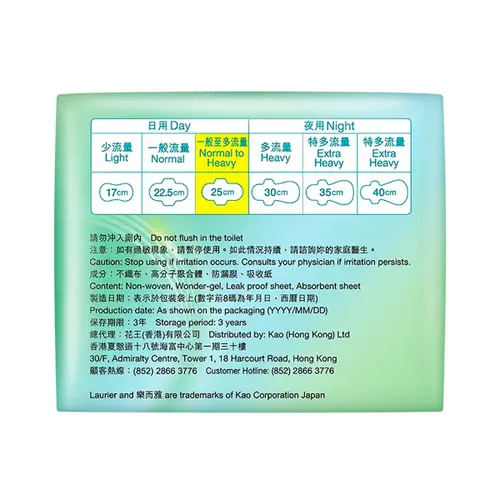 日用 Day 夜用 Night
少流量 一般流量 一般至多流量 多流量 特多流量 特多流量
Light Normal Normal to Heavy Heavy Extra Heavy Extra Heavy
17cm 22.5cm 25cm 30cm 35cm 40cm
請勿沖入廁內 Do not flush in the toilet
注意：如有過敏現象，請暫停使用。如此情況持續，請諮詢妳的家庭醫生。
Caution: Stop using if irritation occurs. Consults your physician if irritation persists.
成分：不織布、高分子聚合體、防漏膜、吸收紙
Content: Non-woven, Wonder-gel, Leak proof sheet, Absorbent sheet
製造日期：表示於包裝袋上(數字前8碼為年月日，西曆日期)
Production date: As shown on the packaging (YYYY/MM/DD)
保存期限：3年 Storage period: 3 years
總代理：花王(香港)有限公司 Distributed by: Kao (Hong Kong) Ltd
香港夏慤道十八號海富中心第一期三十樓
30/F, Admiralty Centre, Tower 1, 18 Harcourt Road, Hong Kong
顧客熱線：(852) 2866 3776 Customer Hotline: (852) 2866 3776
Laurier and 樂而雅 are trademarks of Kao Corporation Japan